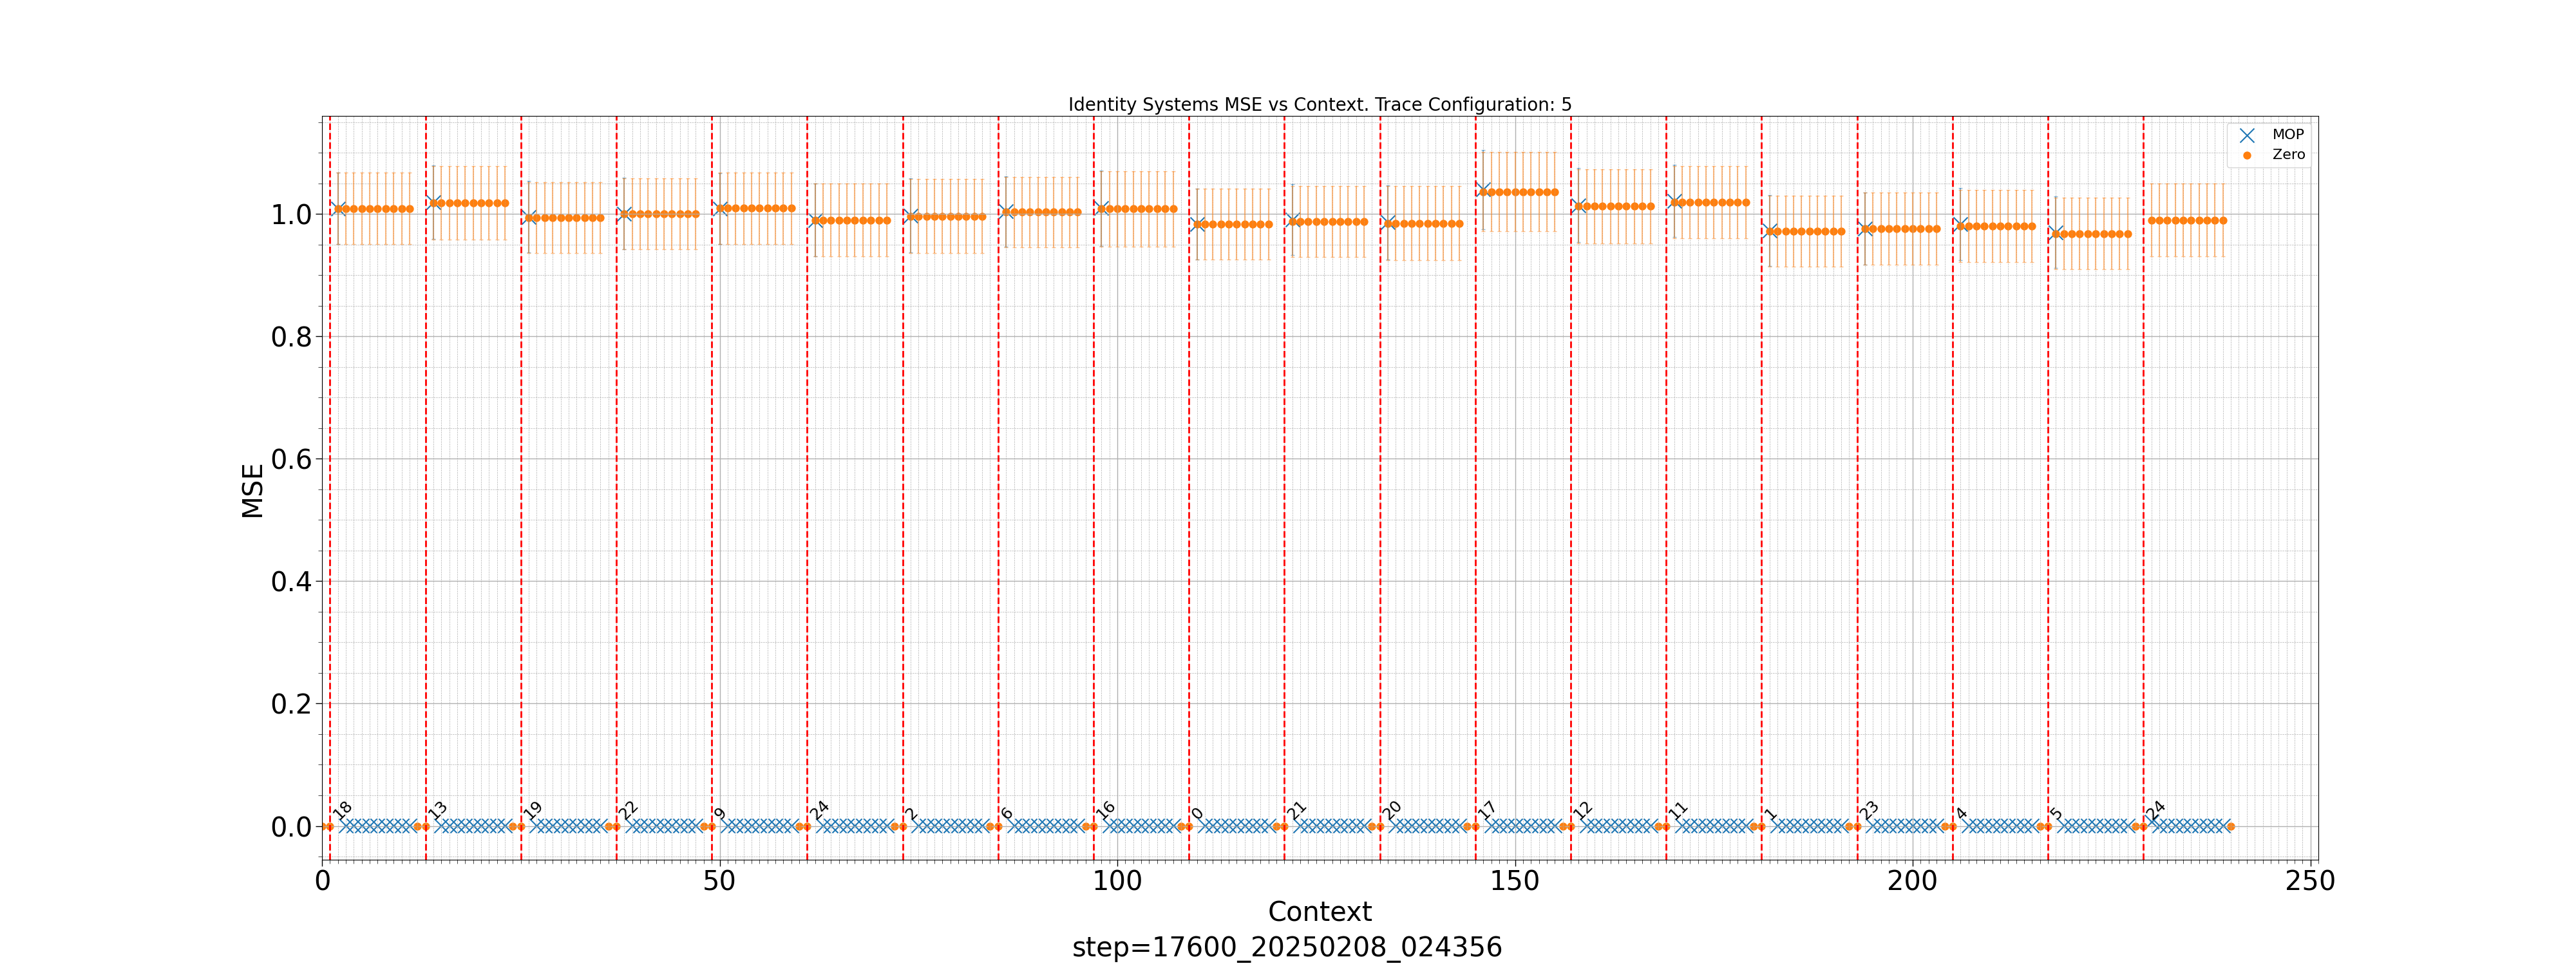 Identity Systems MSE vs Context. Trace Configuration: 5
MOP
Zero
MSE
1.0
0.8
0.6
0.4
0.2
0.0
18 13 19 22 9 24 2 6 16 0 21 20 17 12 11 1 23 4 5 24
0 50 100 150 200 250
Context
step=17600_20250208_024356